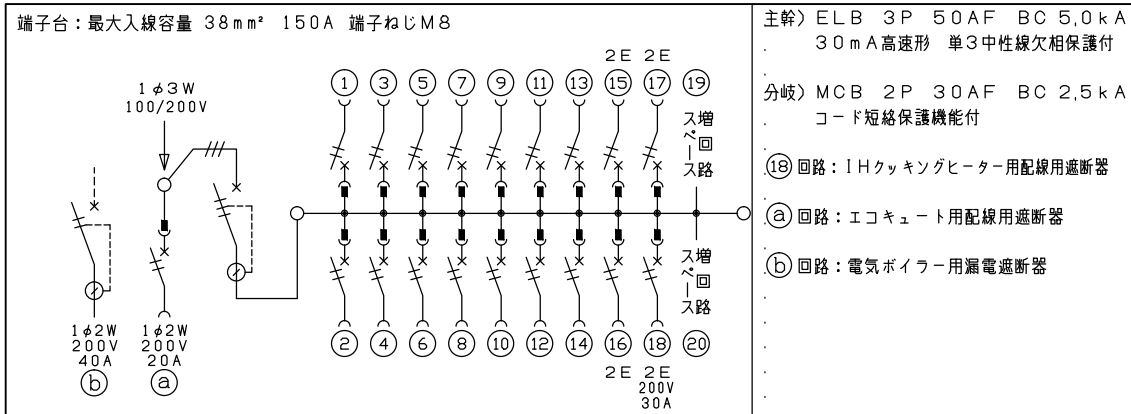 端子台：最大入線容量 38mm² 150A 端子ねじM8
1φ3W
100/200V
2E 2E
① ③ ⑤ ⑦ ⑨ ⑪ ⑬ ⑮ ⑰ ⑲
増回路
スペース
増回路
スペース
② ④ ⑥ ⑧ ⑩ ⑫ ⑭ ⑯ ⑱ ⑳
2E 2E
200V
30A
1φ2W
200V
40A
ⓑ
1φ2W
200V
20A
ⓐ
主幹）ELB 3P 50AF BC 5,0kA
30mA高速形 単3中性線欠相保護付
分岐）MCB 2P 30AF BC 2,5kA
コード短絡保護機能付
⑱回路：IHクッキングヒーター用配線用遮断器
ⓐ回路：エコキュート用配線用遮断器
ⓑ回路：電気ボイラー用漏電遮断器